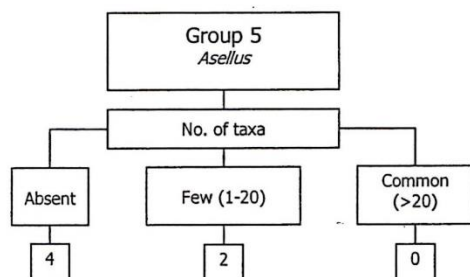 Group 5
Asellus
No. of taxa
Absent
Few (1-20)
Common
(>20)
4
2
0